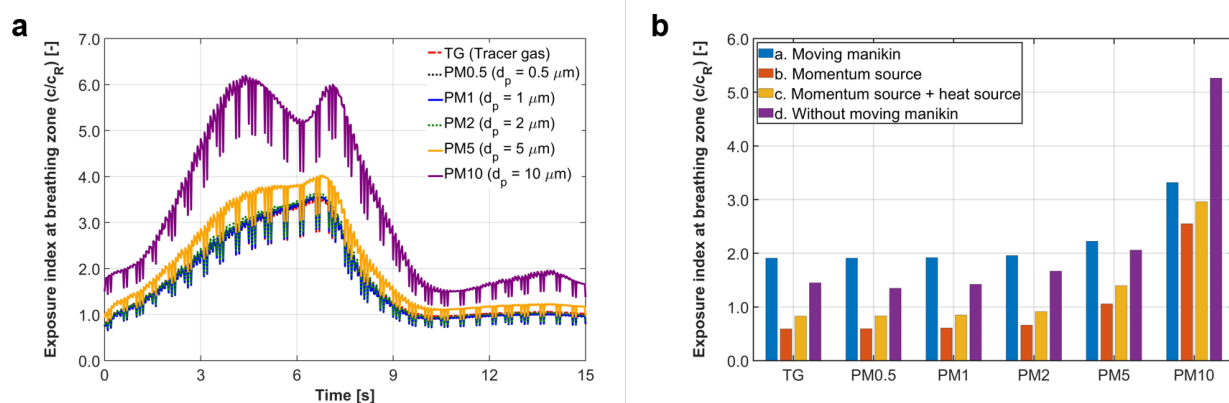 a
Exposure index at breathing zone (c/c_R) [-]
7.0
6.0
5.0
4.0
3.0
2.0
1.0
0.0
TG (Tracer gas)
PM0.5 (d_p = 0.5 μm)
PM1 (d_p = 1 μm)
PM2 (d_p = 2 μm)
PM5 (d_p = 5 μm)
PM10 (d_p = 10 μm)
0 3 6 9 12 15
Time [s]
b
Exposure index at breathing zone (c/c_R) [-]
6.0
5.0
4.0
3.0
2.0
1.0
0.0
a. Moving manikin
b. Momentum source
c. Momentum source + heat source
d. Without moving manikin
TG PM0.5 PM1 PM2 PM5 PM10